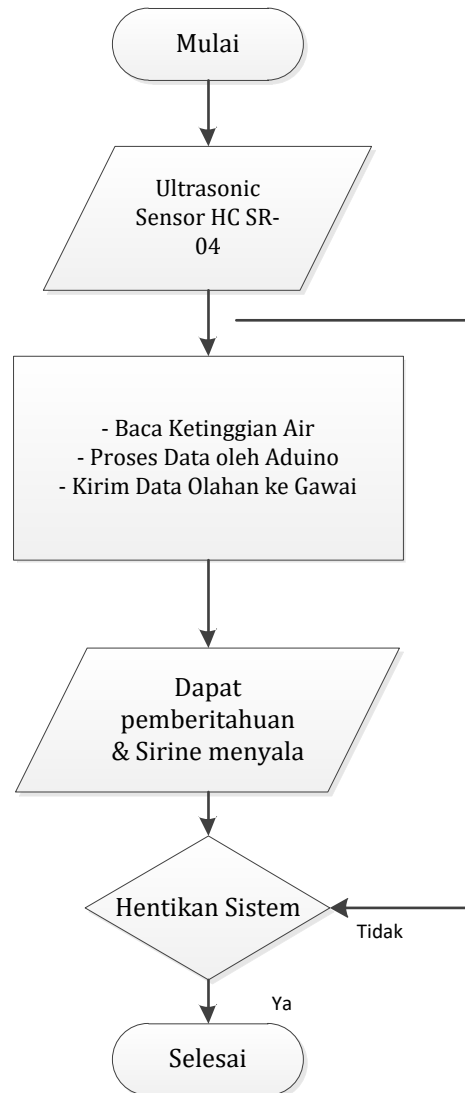 Mulai
Ultrasonic
Sensor HC SR-
04
- Baca Ketinggian Air
- Proses Data oleh Aduino
- Kirim Data Olahan ke Gawai
Dapat
pemberitahuan
& Sirine menyala
Hentikan Sistem
Tidak
Ya
Selesai